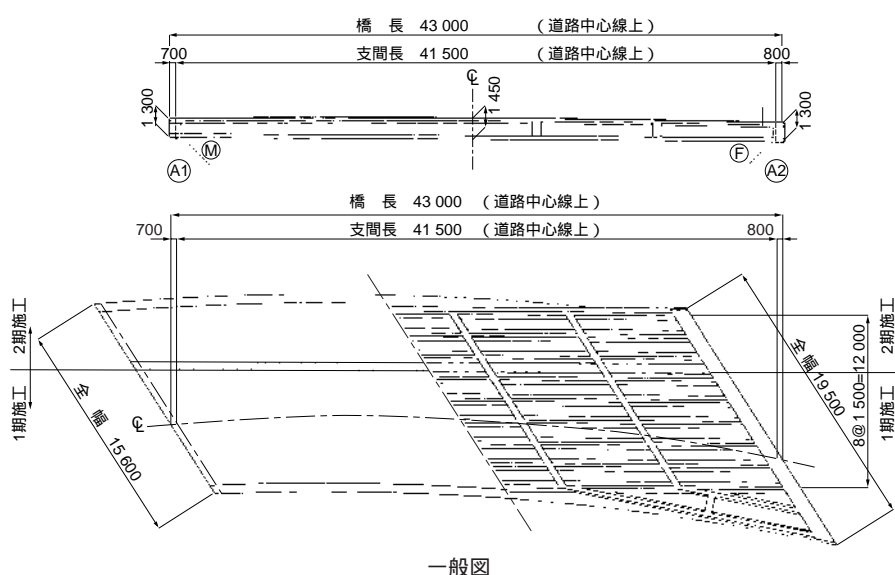 橋 長 43 000 （道路中心線上）
700 支間長 41 500 （道路中心線上） 800
℄
1 300
1 450
1 300
M
F
A1
A2
橋 長 43 000 （道路中心線上）
700 支間長 41 500 （道路中心線上） 800
2期施工
1期施工
全幅 15 600
℄
全幅 19 500
8@1 500=12 000
2期施工
1期施工
一般図